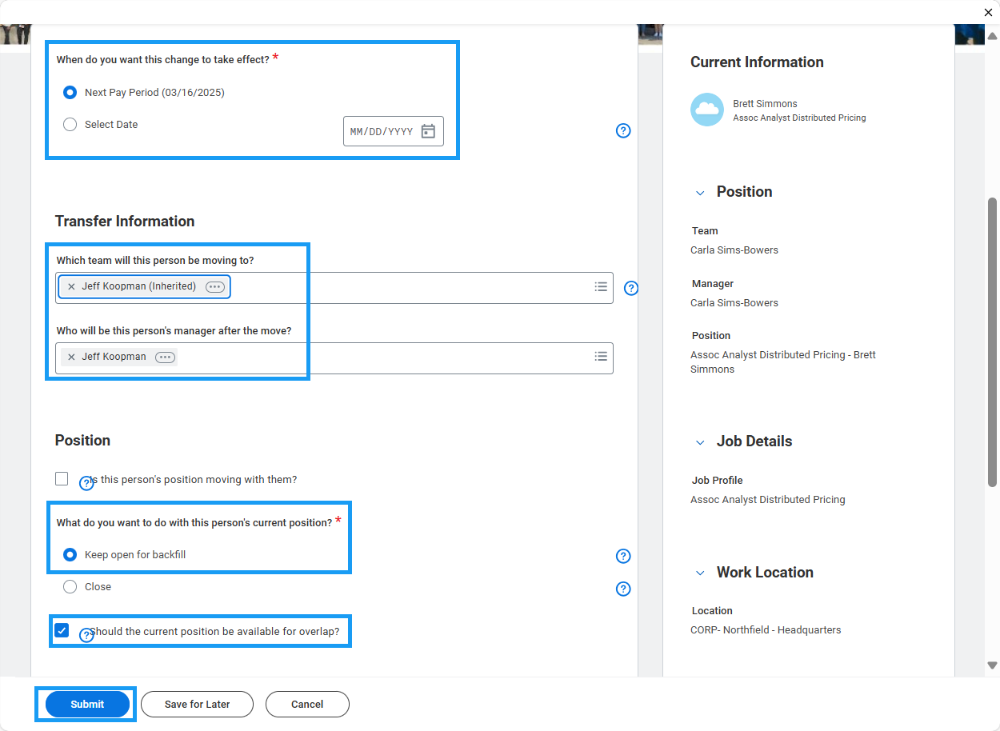 When do you want this change to take effect? *
Next Pay Period (03/16/2025)
Select Date
MM/DD/YYYY
Transfer Information
Which team will this person be moving to?
Jeff Koopman (Inherited)
Who will be this person's manager after the move?
Jeff Koopman
Position
Is this person's position moving with them?
What do you want to do with this person's current position? *
Keep open for backfill
Close
Should the current position be available for overlap?
Submit
Save for Later
Cancel
Current Information
Brett Simmons
Assoc Analyst Distributed Pricing
Position
Team
Carla Sims-Bowers
Manager
Carla Sims-Bowers
Position
Assoc Analyst Distributed Pricing - Brett
Simmons
Job Details
Job Profile
Assoc Analyst Distributed Pricing
Work Location
Location
CORP- Northfield - Headquarters